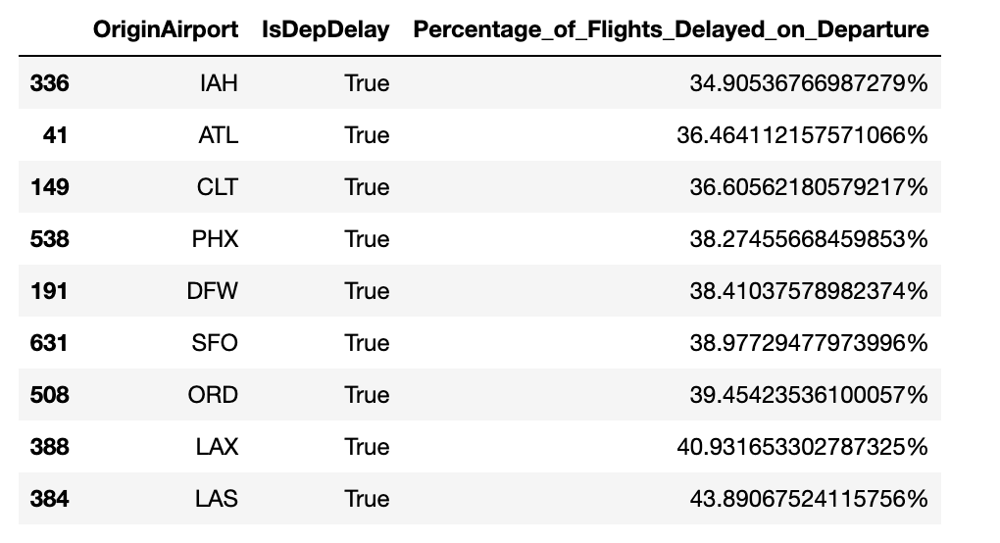 OriginAirport IsDepDelay Percentage_of_Flights_Delayed_on_Departure
336 IAH True 34.90536766987279%
41 ATL True 36.464112157571066%
149 CLT True 36.60562180579217%
538 PHX True 38.27455668459853%
191 DFW True 38.41037578982374%
631 SFO True 38.97729477973996%
508 ORD True 39.45423536100057%
388 LAX True 40.931653302787325%
384 LAS True 43.89067524115756%